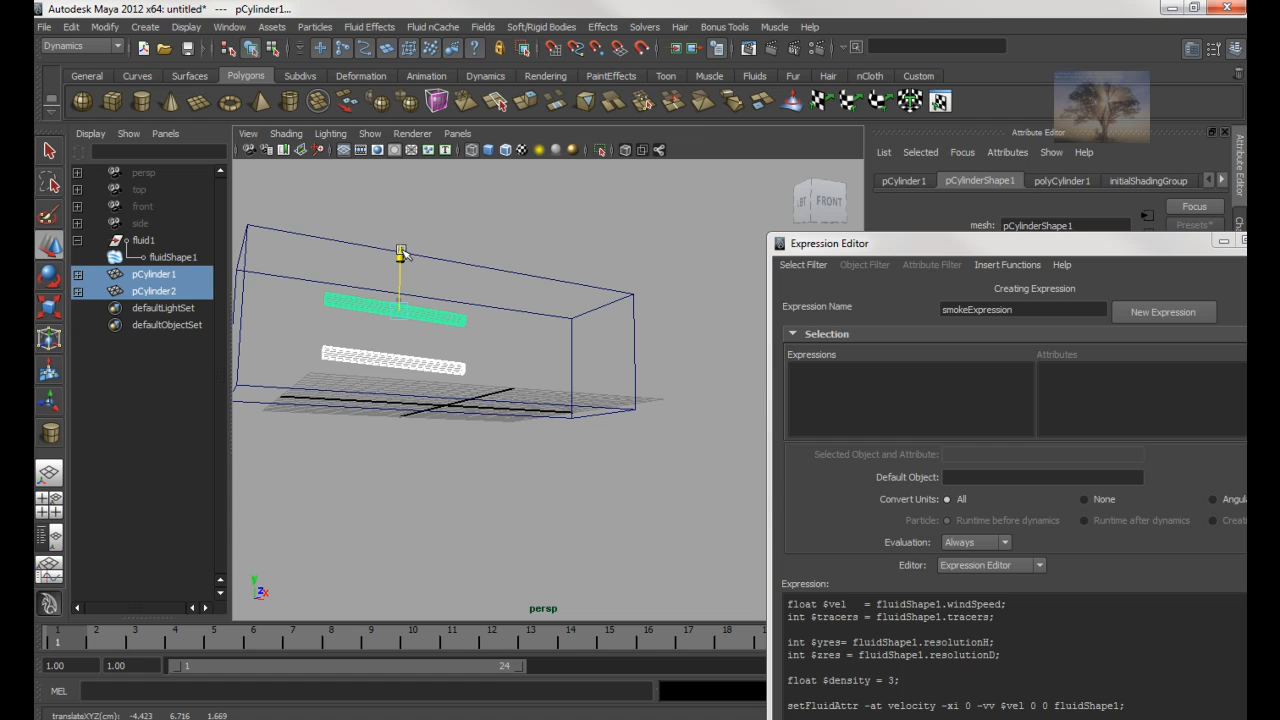 Autodesk Maya 2012 x64: untitled* --- pCylinder1...
File Edit Modify Create Display Window Assets Particles Fluid Effects Fluid nCache Fields Soft/Rigid Bodies Effects Solvers Hair Bonus Tools Muscle Help
Dynamics
General Curves Surfaces Polygons Subdivs Deformation Animation Dynamics Rendering PaintEffects Toon Muscle Fluids Fur Hair nCloth Custom
Display Show Panels
View Shading Lighting Show Renderer Panels
Attribute Editor
List Selected Focus Attributes Show Help
pCylinder1 pCylinderShape1 polyCylinder1 initialShadingGroup
Focus
mesh: pCylinderShape1
Presets*
Attribute Editor
persp
top
front
side
fluid1
fluidShape1
pCylinder1
pCylinder2
defaultLightSet
defaultObjectSet
FRONT
persp
Expression Editor
Select Filter Object Filter Attribute Filter Insert Functions Help
Creating Expression
Expression Name smokeExpression New Expression
Selection
Expressions Attributes
Selected Object and Attribute:
Default Object:
Convert Units: All None Angula
Particle: Runtime before dynamics Runtime after dynamics Creati
Evaluation: Always
Editor: Expression Editor
Expression:
float $vel = fluidShape1.windSpeed;
int $tracers = fluidShape1.tracers;
int $yres= fluidShape1.resolutionH;
int $zres = fluidShape1.resolutionD;
float $density = 3;
setFluidAttr -at velocity -xi 0 -vv $vel 0 0 fluidShape1;
1 2 3 4 5 6 7 8 9 10 11 12 13 14 15 16 17 18
1
1.00 1.00 1 24
MEL
translateXYZ(cm) -4.423 6.716 1.669